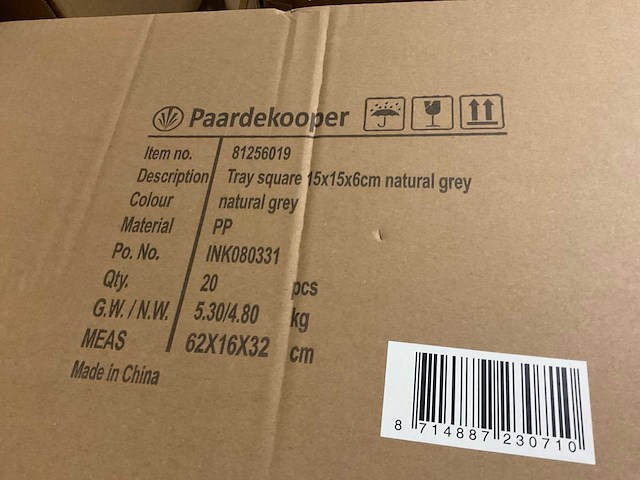 Paardekooper
Item no. 81256019
Description Tray square 15x15x6cm natural grey
Colour natural grey
Material PP
Po. No. INK080331
Qty. 20 pcs
G.W. / N.W. 5.30/4.80 kg
MEAS 62X16X32 cm
Made in China
8 714887 230710